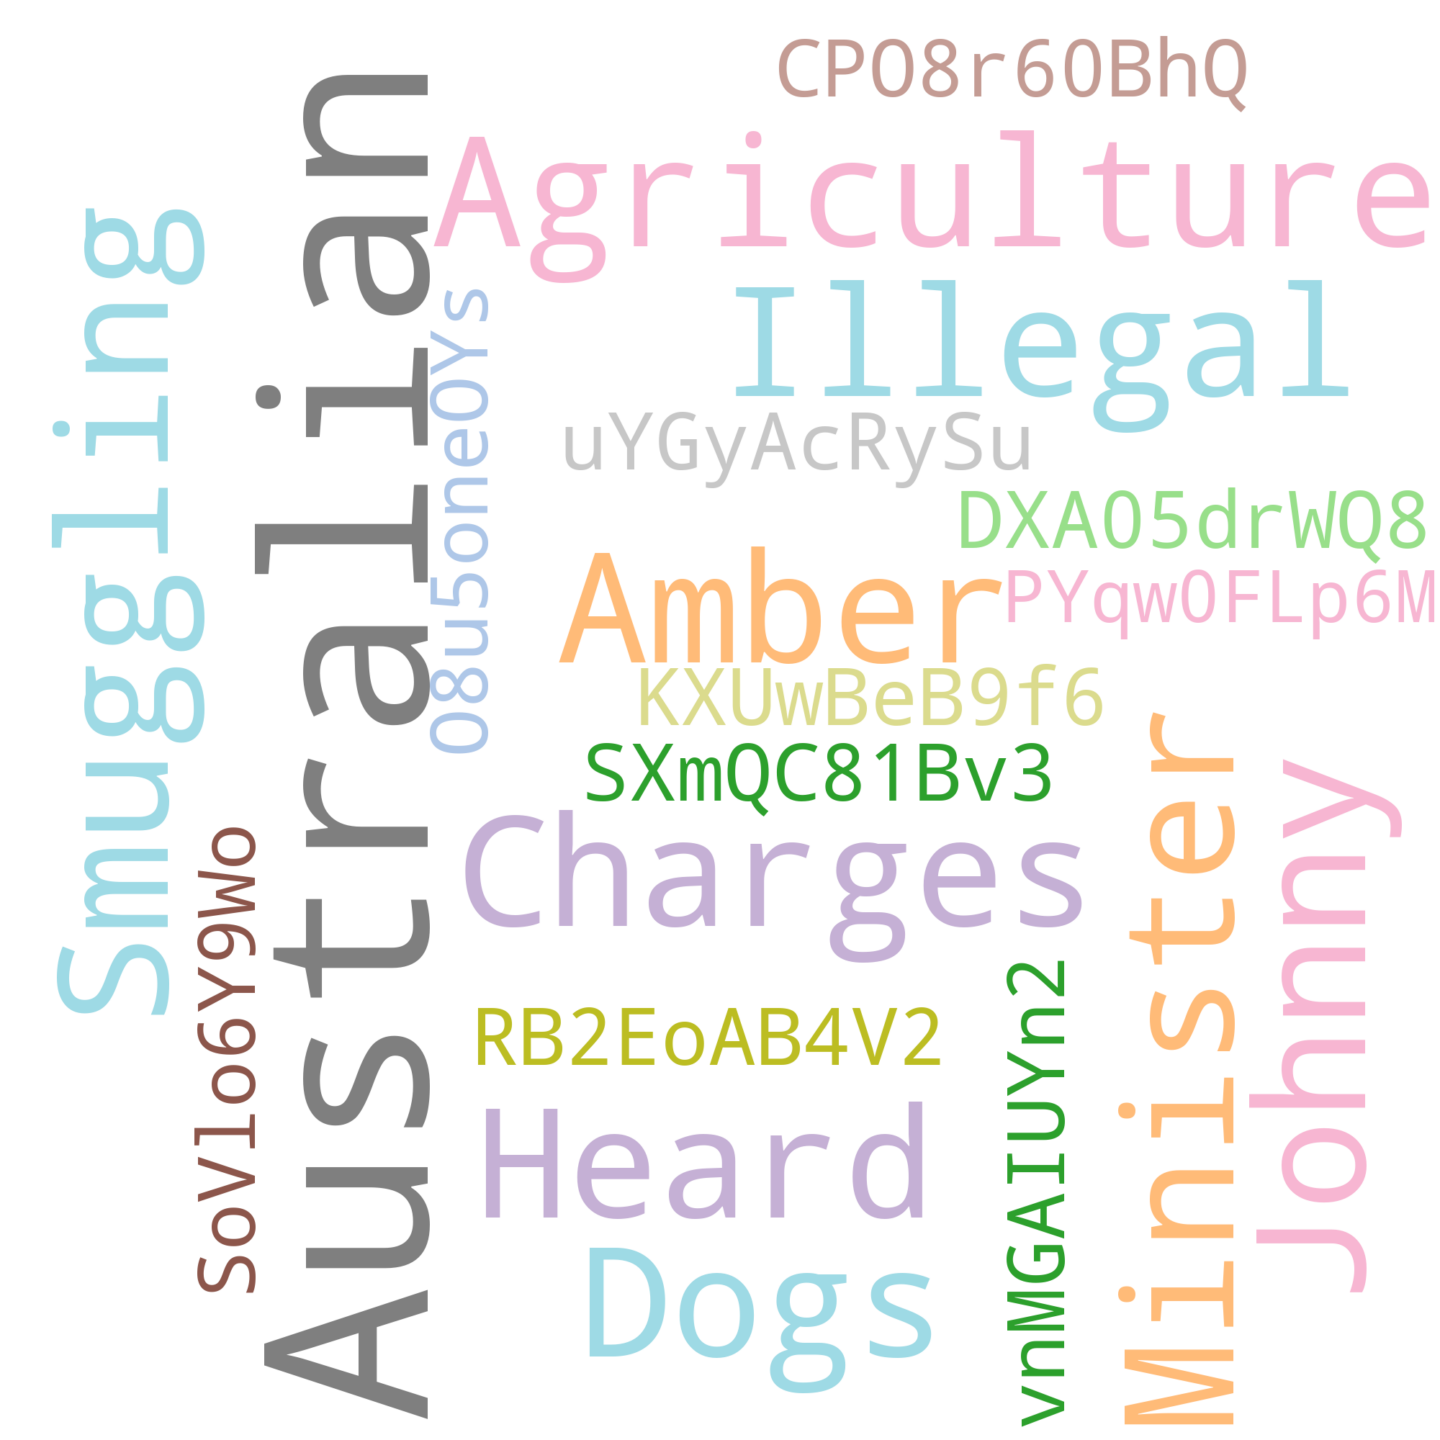 CPO8r60BhQ
Agriculture
Illegal
Smuggling
Australian
08u5one0Ys
uYGyAcRySu
DXA05drWQ8
Amber
PYqw0FLp6M
KXUwBeB9f6
SXmQC81Bv3
Charges
Minister
Johnny
SoVlo6Y9Wo
RB2EoAB4V2
vnMGAIUYn2
Heard
Dogs